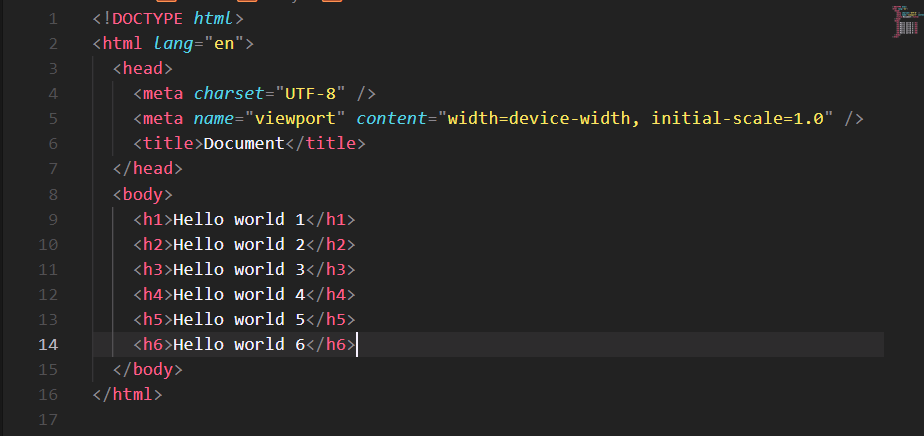 1 <!DOCTYPE html>
2 <html lang="en">
3   <head>
4     <meta charset="UTF-8" />
5     <meta name="viewport" content="width=device-width, initial-scale=1.0" />
6     <title>Document</title>
7   </head>
8   <body>
9     <h1>Hello world 1</h1>
10     <h2>Hello world 2</h2>
11     <h3>Hello world 3</h3>
12     <h4>Hello world 4</h4>
13     <h5>Hello world 5</h5>
14     <h6>Hello world 6</h6>
15   </body>
16 </html>
17